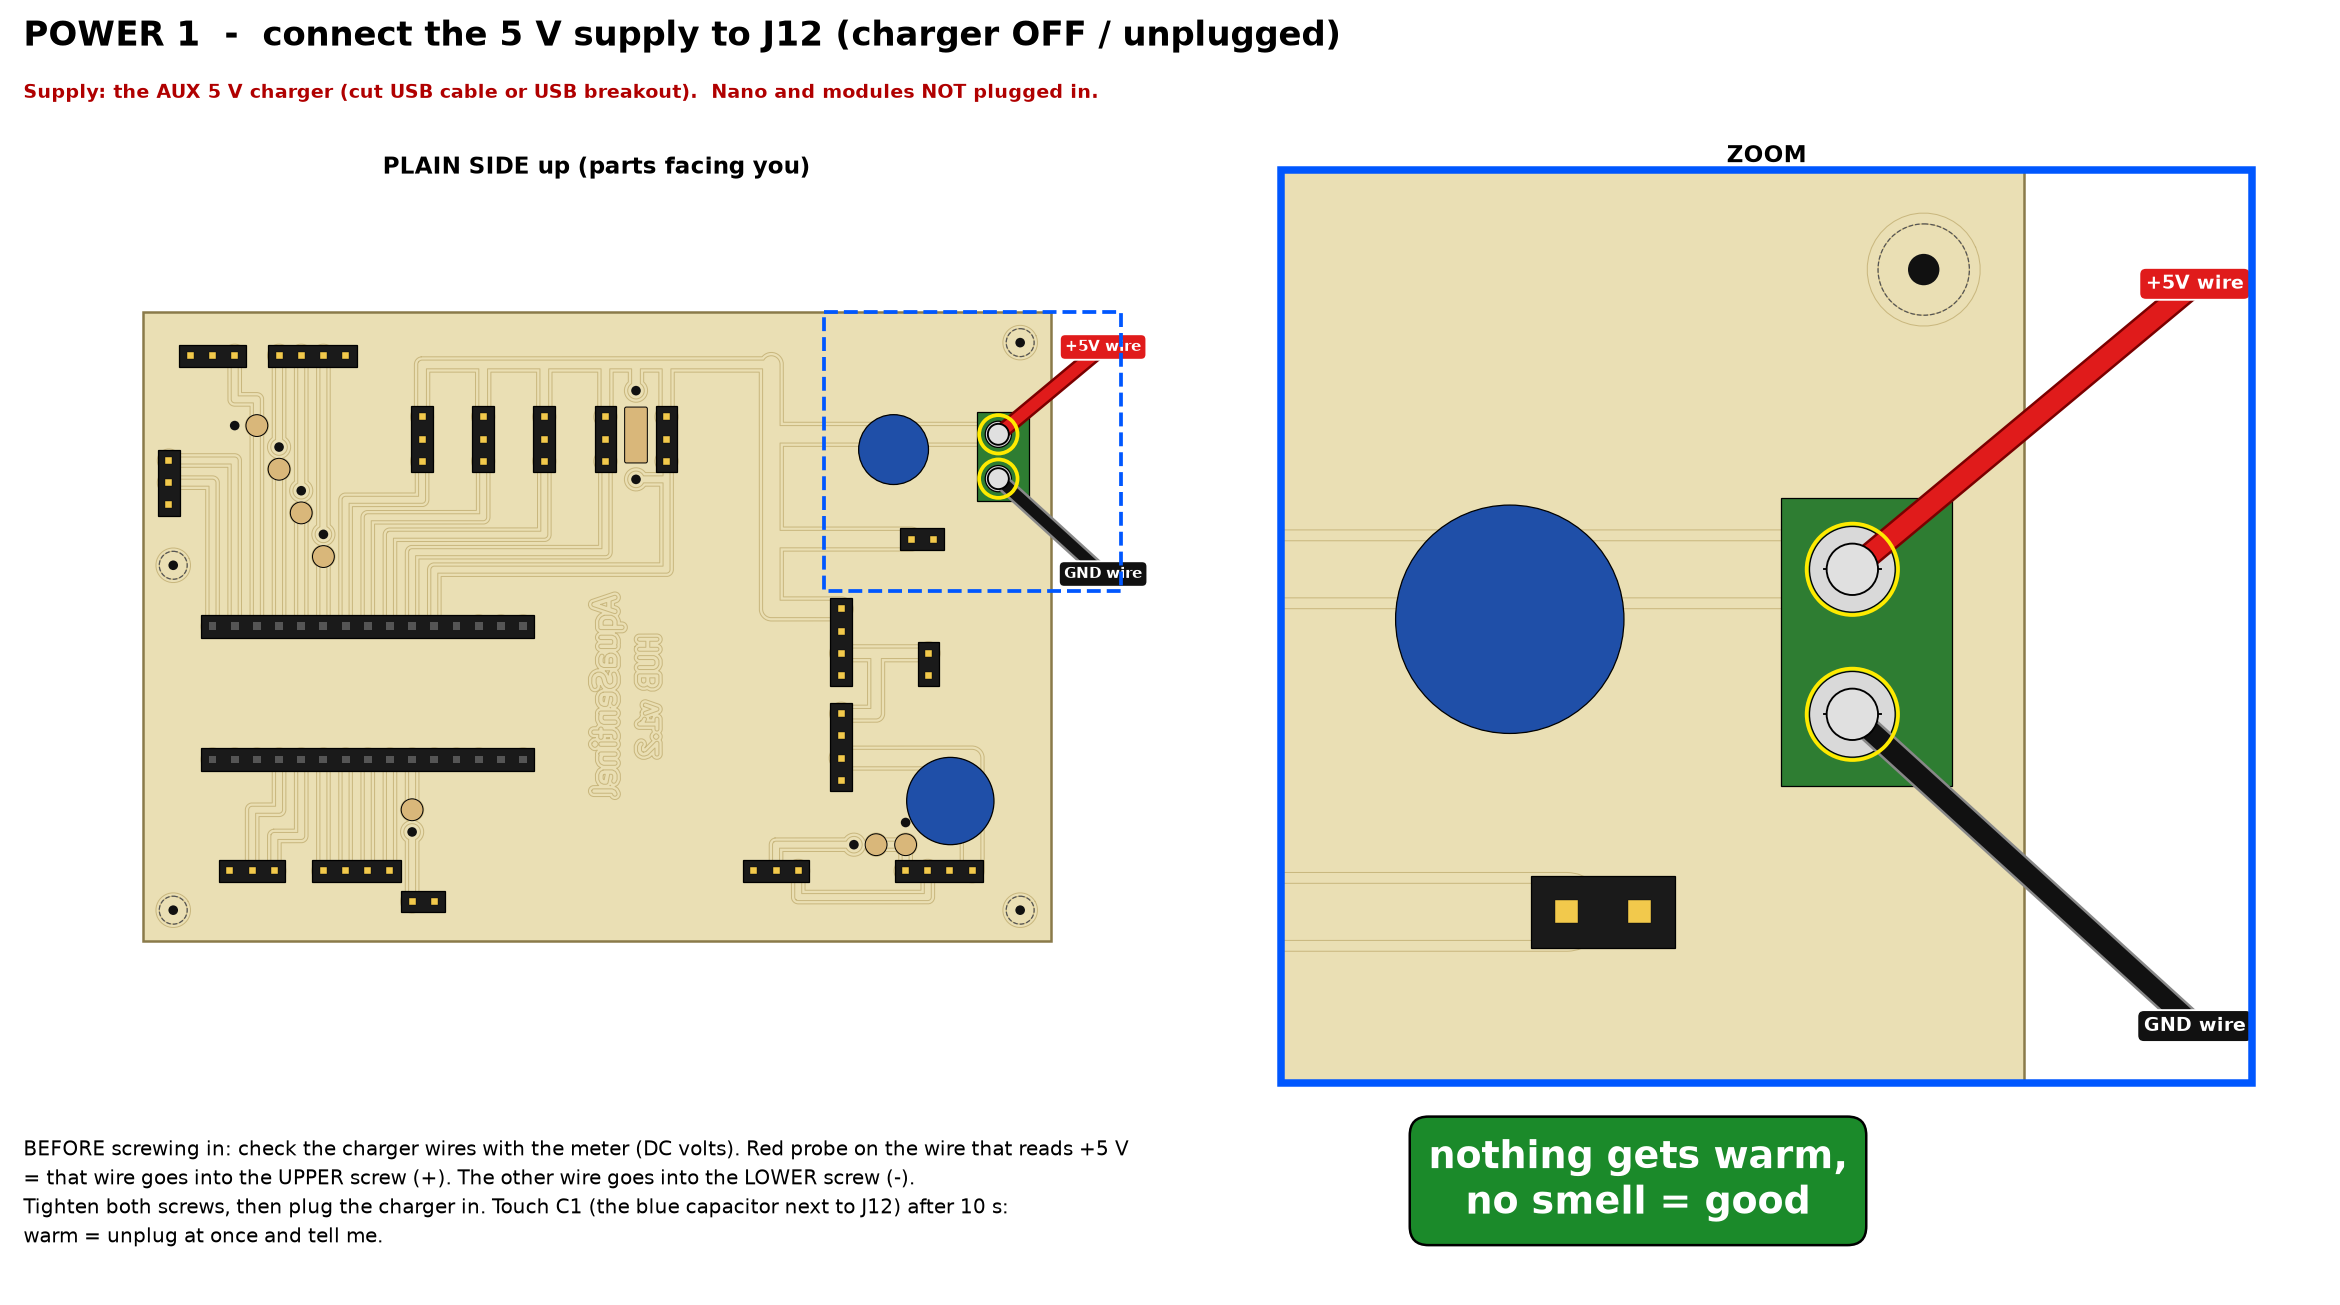 POWER 1 - connect the 5 V supply to J12 (charger OFF / unplugged)
Supply: the AUX 5 V charger (cut USB cable or USB breakout). Nano and modules NOT plugged in.
PLAIN SIDE up (parts facing you)
+5V wire
GND wire
AquaSentinel
HUB v1.2
ZOOM
+5V wire
GND wire
BEFORE screwing in: check the charger wires with the meter (DC volts). Red probe on the wire that reads +5 V
= that wire goes into the UPPER screw (+). The other wire goes into the LOWER screw (-).
Tighten both screws, then plug the charger in. Touch C1 (the blue capacitor next to J12) after 10 s:
warm = unplug at once and tell me.
nothing gets warm,
no smell = good